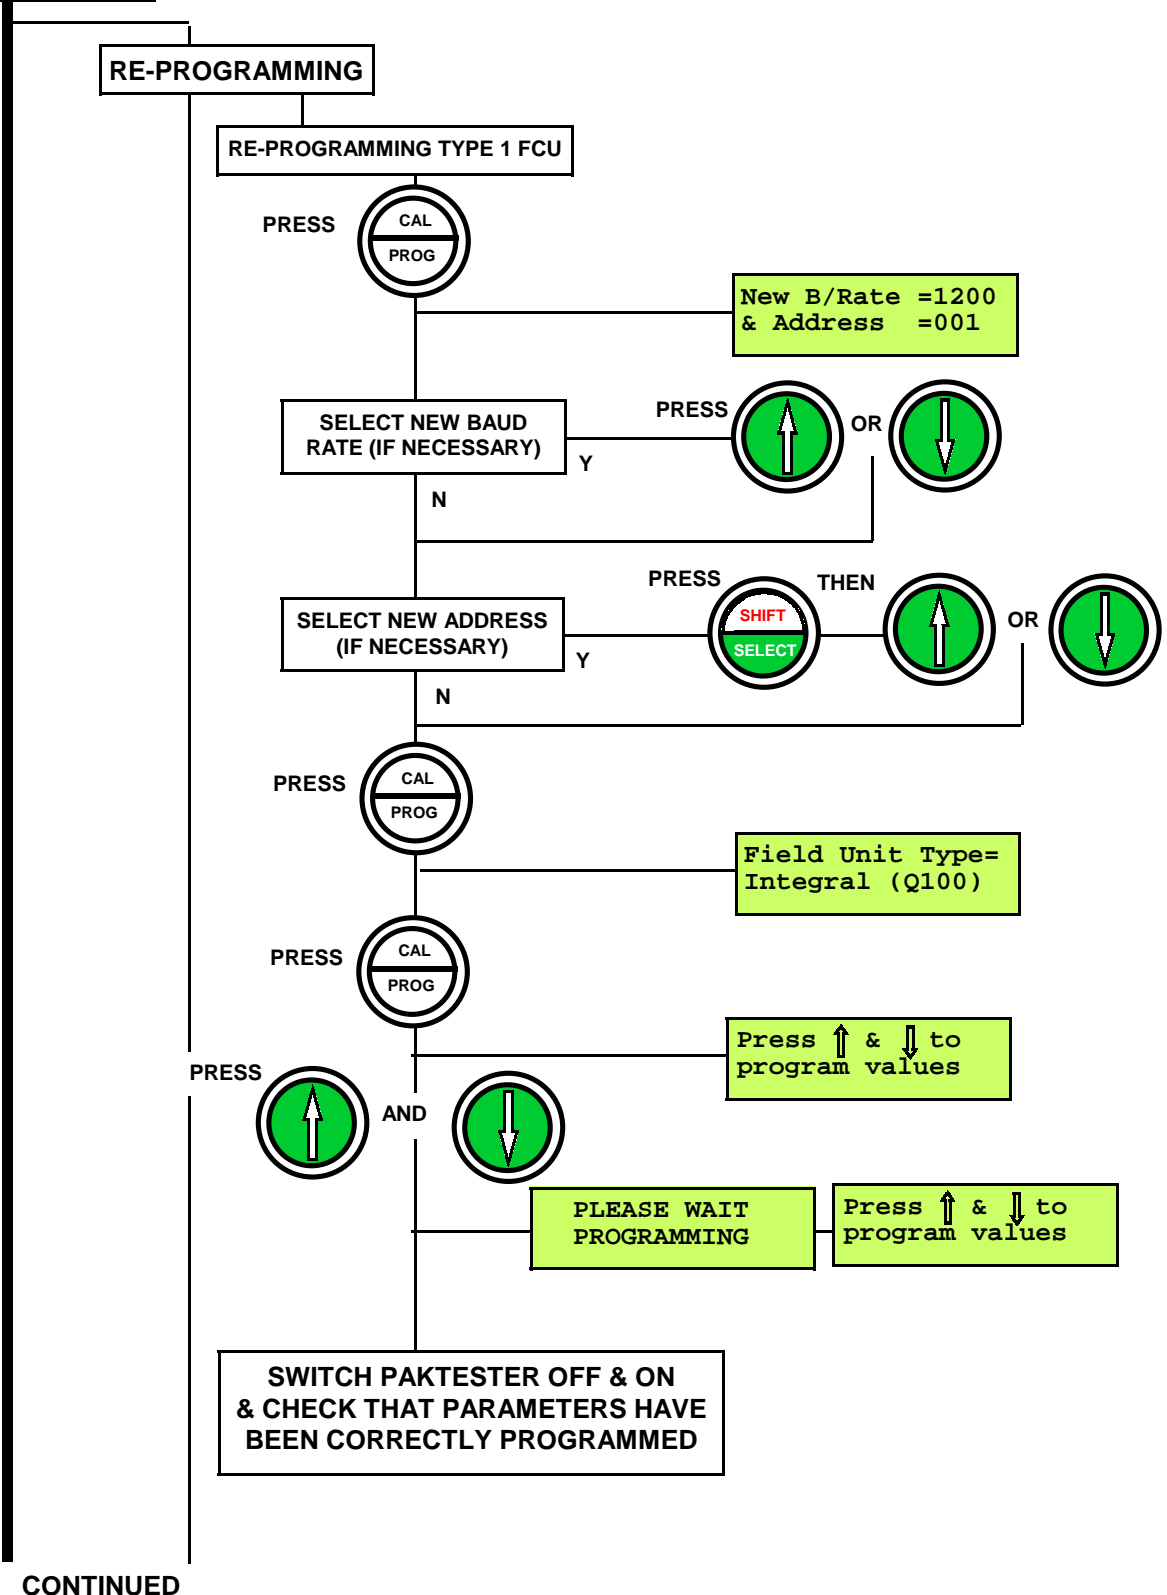 RE-PROGRAMMING
RE-PROGRAMMING TYPE 1 FCU
PRESS
CAL
PROG
New B/Rate =1200
& Address =001
SELECT NEW BAUD
RATE (IF NECESSARY)
Y
N
PRESS
OR
SELECT NEW ADDRESS
(IF NECESSARY)
Y
N
PRESS
SHIFT
SELECT
THEN
OR
PRESS
CAL
PROG
Field Unit Type=
Integral (Q100)
PRESS
CAL
PROG
Press ⇑ & ⇓ to
program values
PRESS
AND
PLEASE WAIT
PROGRAMMING
Press ⇑ & ⇓ to
program values
SWITCH PAKTESTER OFF & ON
& CHECK THAT PARAMETERS HAVE
BEEN CORRECTLY PROGRAMMED
CONTINUED